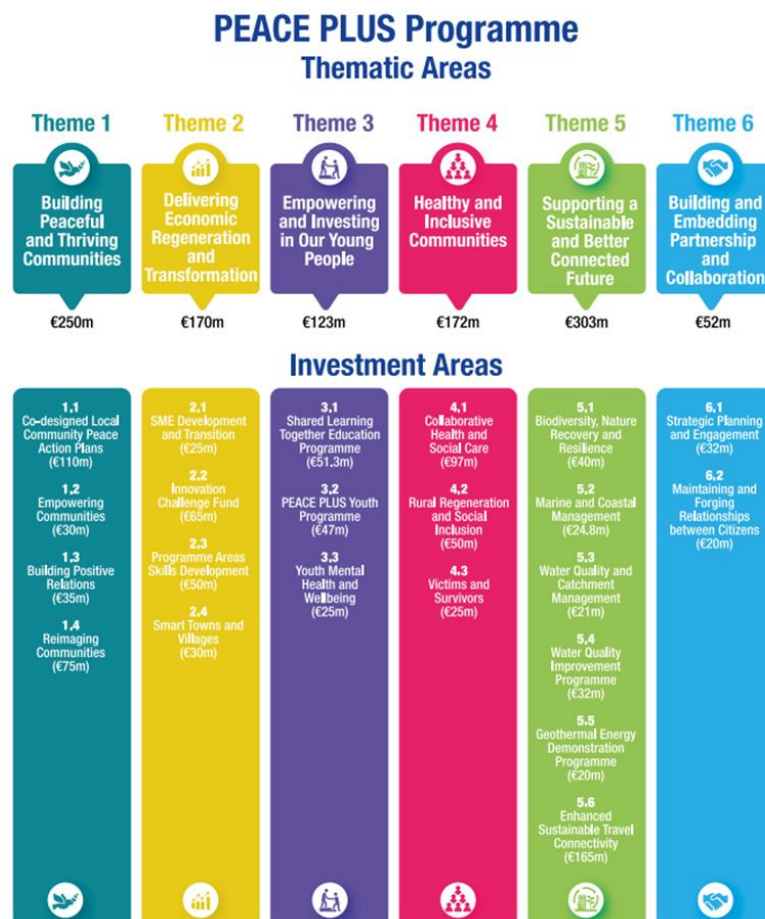 PEACE PLUS Programme
Thematic Areas
Theme 1
Building
Peaceful
and Thriving
Communities
€250m
Theme 2
Delivering
Economic
Regeneration
and
Transformation
€170m
Theme 3
Empowering
and Investing
in Our Young
People
€123m
Theme 4
Healthy and
Inclusive
Communities
€172m
Theme 5
Supporting a
Sustainable
and Better
Connected
Future
€303m
Theme 6
Building and
Embedding
Partnership
and
Collaboration
€52m
Investment Areas
1,1
Co-designed Local
Community Peace
Action Plans
(€110m)
1,2
Empowering
Communities
(€30m)
1.3
Building Positive
Relations
(€35m)
1,4
Reimaging
Communities
(€75m)
2,1
SME Development
and Transition
(€25m)
2,2
Innovation
Challenge Fund
(€65m)
2,3
Programme Areas
Skills Development
(€50m)
2.4
Smart Towns and
Villages
(€30m)
3,1
Shared Learning
Together Education
Programme
(€51.3m)
3,2
PEACE PLUS Youth
Programme
(€47m)
3,3
Youth Mental
Health and
Wellbeing
(€25m)
4,1
Collaborative
Health and
Social Care
(€97m)
4,2
Rural Regeneration
and Social
Inclusion
(€50m)
4.3
Victims and
Survivors
(€25m)
5,1
Biodiversity, Nature
Recovery and
Resilience
(€40m)
5,2
Marine and Coastal
Management
(€24.8m)
5,3
Water Quality and
Catchment
Management
(€21m)
5,4
Water Quality
Improvement
Programme
(€32m)
5.5
Geothermal Energy
Demonstration
Programme
(€20m)
5.6
Enhanced
Sustainable Travel
Connectivity
(€165m)
6,1
Strategic Planning
and Engagement
(€32m)
6,2
Maintaining and
Forging
Relationships
between Citizens
(€20m)